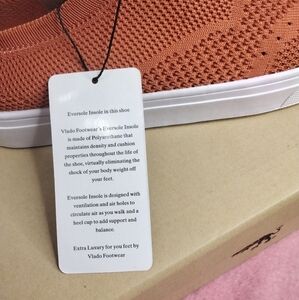 Eversole Insole in this shoe
Vlado Footwear's Eversole Insole
is made of Polyurethane that
maintains density and cushion
properties throughout the life of
the shoe, virtually eliminating the
shock of your body weight off
your feet.
Eversole Insole is designed with
ventilation and air holes to
circulate air as you walk and a
heel cup to add support and
balance.
Extra Luxury for you feet by
Vlado Footwear